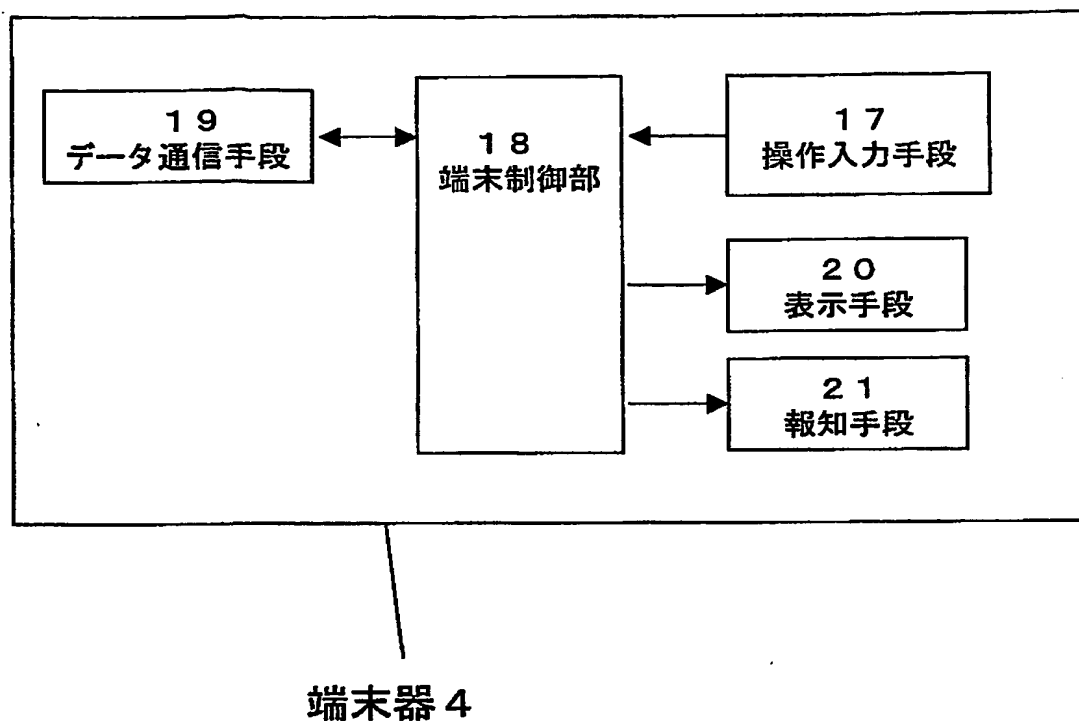 １９
データ通信手段
１８
端末制御部
１７
操作入力手段
２０
表示手段
２１
報知手段
端末器４